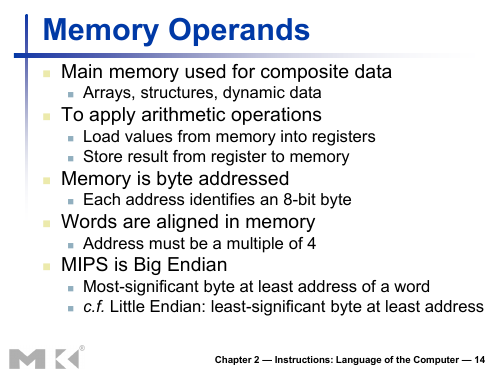 Memory Operands
Main memory used for composite data
Arrays, structures, dynamic data
To apply arithmetic operations
Load values from memory into registers
Store result from register to memory
Memory is byte addressed
Each address identifies an 8-bit byte
Words are aligned in memory
Address must be a multiple of 4
MIPS is Big Endian
Most-significant byte at least address of a word
c.f. Little Endian: least-significant byte at least address
MK®
Chapter 2 — Instructions: Language of the Computer — 14